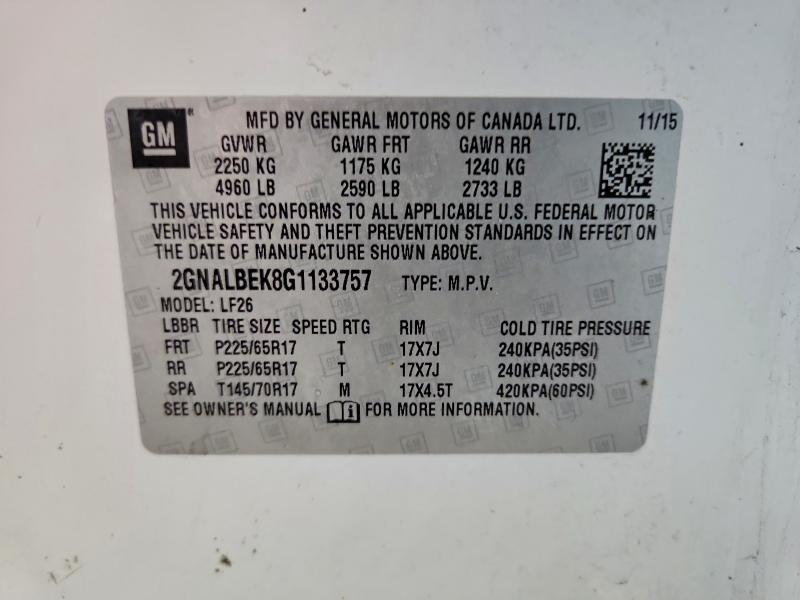 GM
MFD BY GENERAL MOTORS OF CANADA LTD. 11/15
GVWR GAWR FRT GAWR RR
2250 KG 1175 KG 1240 KG
4960 LB 2590 LB 2733 LB
THIS VEHICLE CONFORMS TO ALL APPLICABLE U.S. FEDERAL MOTOR
VEHICLE SAFETY AND THEFT PREVENTION STANDARDS IN EFFECT ON
THE DATE OF MANUFACTURE SHOWN ABOVE.
2GNALBEK8G1133757 TYPE: M.P.V.
MODEL: LF26
LBBR TIRE SIZE SPEED RTG RIM COLD TIRE PRESSURE
FRT P225/65R17 T 17X7J 240KPA(35PSI)
RR P225/65R17 T 17X7J 240KPA(35PSI)
SPA T145/70R17 M 17X4.5T 420KPA(60PSI)
SEE OWNER'S MANUAL FOR MORE INFORMATION.